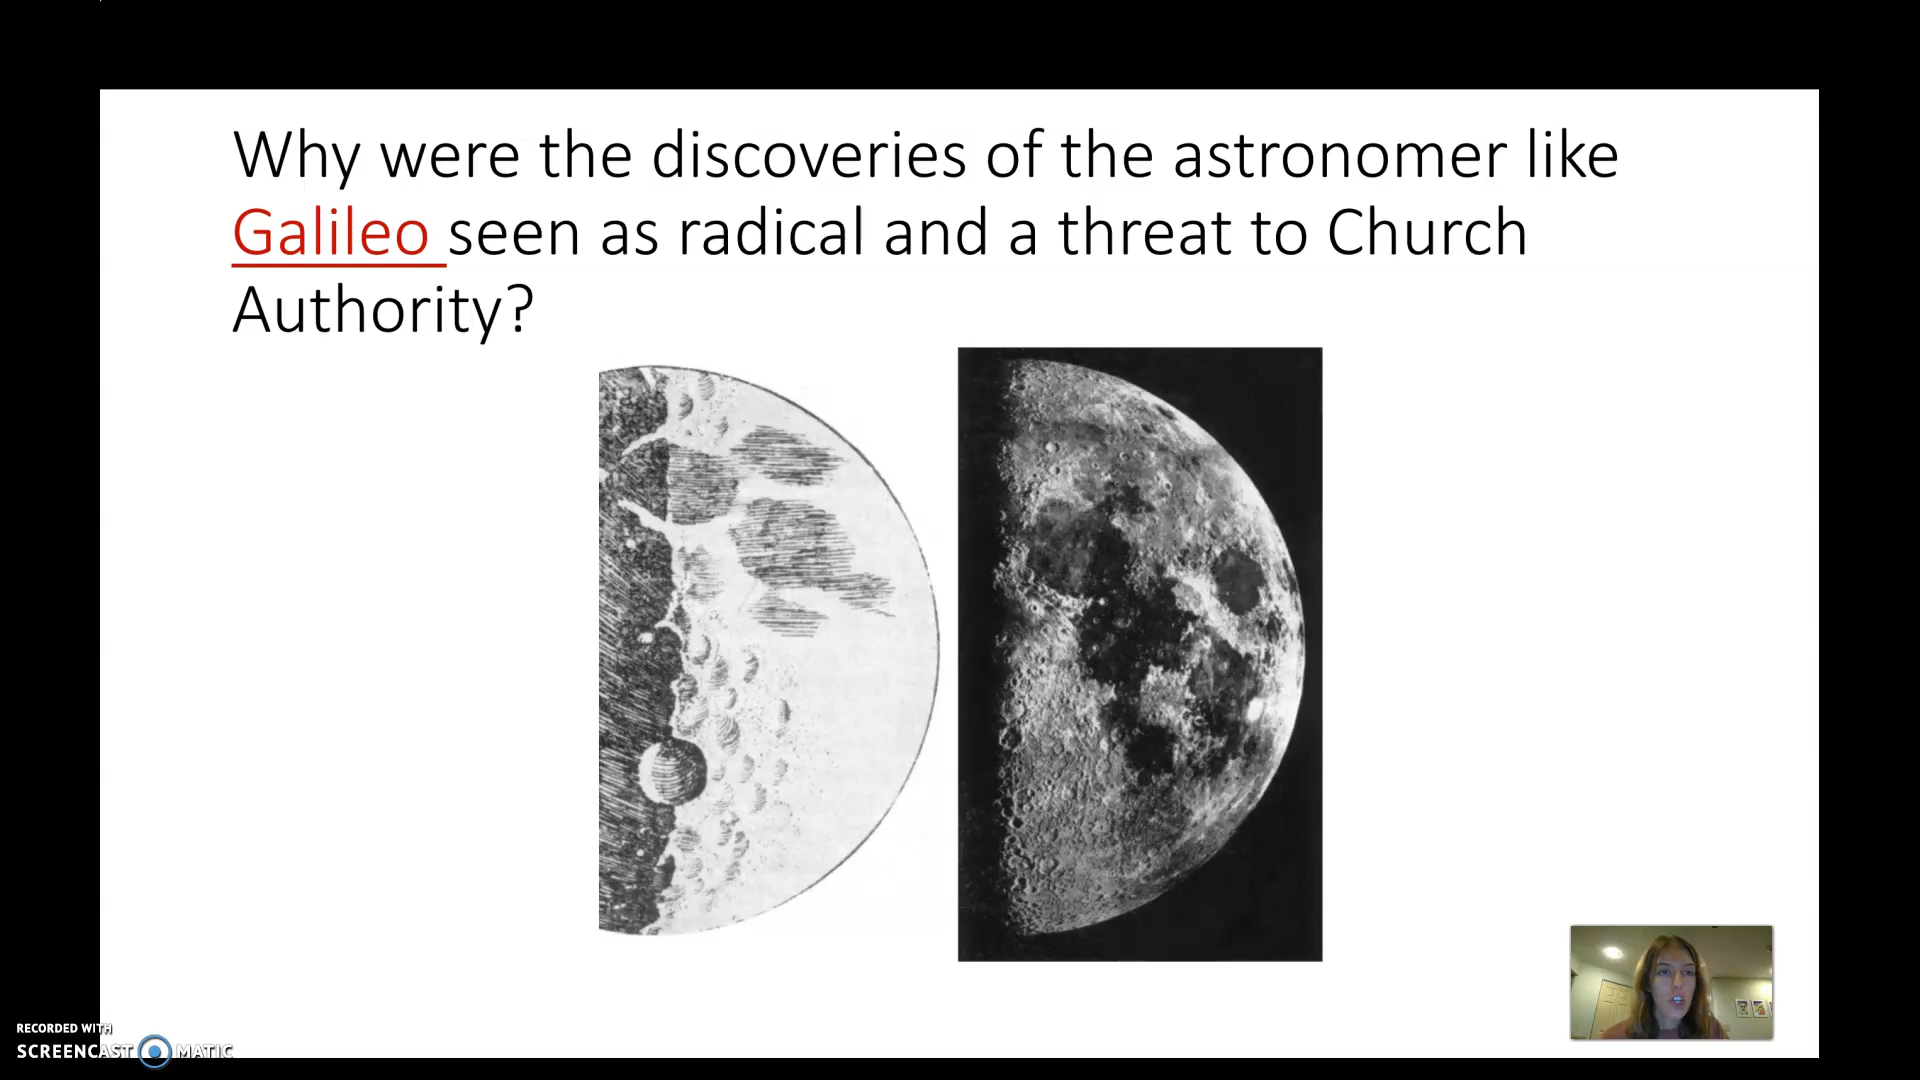 Why were the discoveries of the astronomer like
Galileo seen as radical and a threat to Church
Authority?
RECORDED WITH
SCREENCAST MATIC